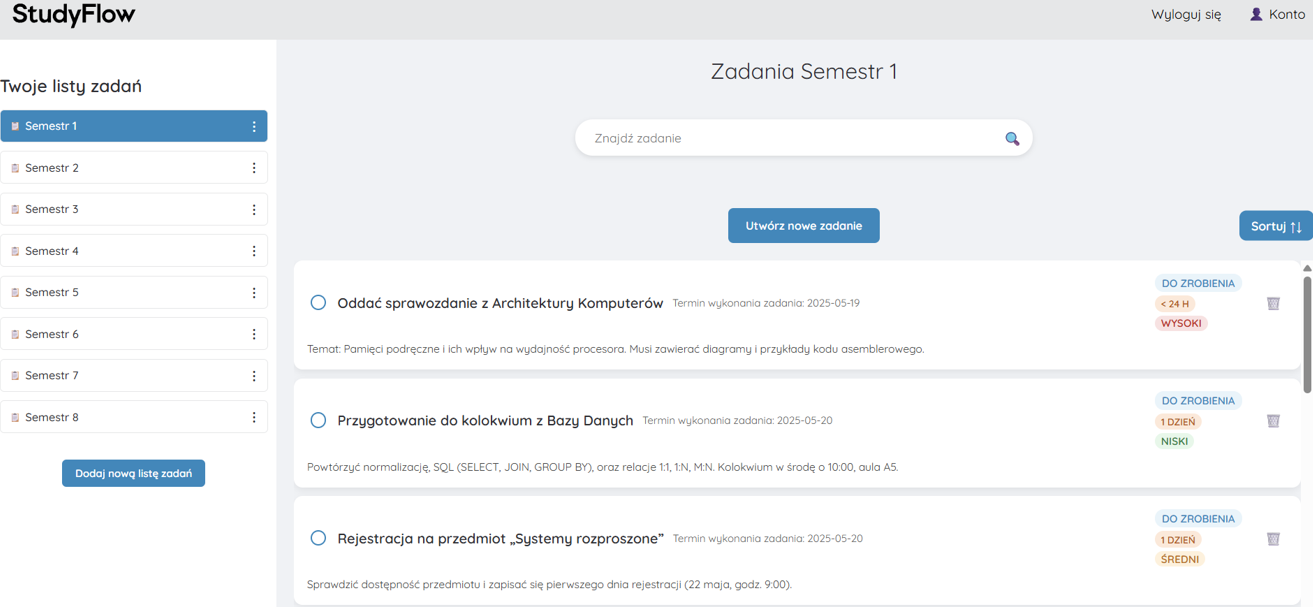 StudyFlow
Wyloguj się
Konto
Twoje listy zadań
Semestr 1
Semestr 2
Semestr 3
Semestr 4
Semestr 5
Semestr 6
Semestr 7
Semestr 8
Dodaj nową listę zadań
Zadania Semestr 1
Znajdź zadanie
Utwórz nowe zadanie
Sortuj ↑↓
Oddać sprawozdanie z Architektury Komputerów Termin wykonania zadania: 2025-05-19
DO ZROBIENIA
< 24 H
WYSOKI
Temat: Pamięci podręczne i ich wpływ na wydajność procesora. Musi zawierać diagramy i przykłady kodu asemblerowego.
Przygotowanie do kolokwium z Bazy Danych Termin wykonania zadania: 2025-05-20
DO ZROBIENIA
1 DZIEŃ
NISKI
Powtórzyć normalizację, SQL (SELECT, JOIN, GROUP BY), oraz relacje 1:1, 1:N, M:N. Kolokwium w środę o 10:00, aula A5.
Rejestracja na przedmiot „Systemy rozproszone” Termin wykonania zadania: 2025-05-20
DO ZROBIENIA
1 DZIEŃ
ŚREDNI
Sprawdzić dostępność przedmiotu i zapisać się pierwszego dnia rejestracji (22 maja, godz. 9:00).